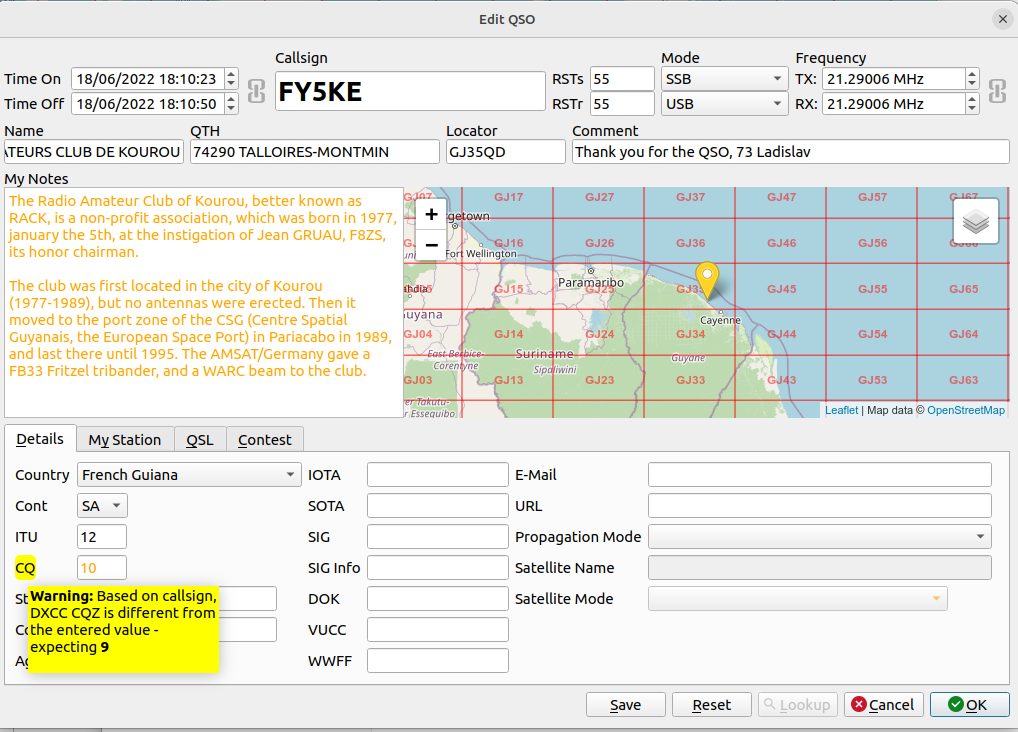 Edit QSO
Callsign
Mode
Frequency
Time On 18/06/2022 18:10:23
FY5KE
RSTs 55
SSB
TX: 21.29006 MHz
Time Off 18/06/2022 18:10:50
RSTr 55
USB
RX: 21.29006 MHz
Name
QTH
Locator
Comment
ATEURS CLUB DE KOUROU
74290 TALLOIRES-MONTMIN
GJ35QD
Thank you for the QSO, 73 Ladislav
My Notes
The Radio Amateur Club of Kourou, better known as
RACK, is a non-profit association, which was born in 1977,
january the 5th, at the instigation of Jean GRUAU, F8ZS,
its honor chairman.
The club was first located in the city of Kourou
(1977-1989), but no antennas were erected. Then it
moved to the port zone of the CSG (Centre Spatial
Guyanais, the European Space Port) in Pariacabo in 1989,
and last there until 1995. The AMSAT/Germany gave a
FB33 Fritzel tribander, and a WARC beam to the club.
+
−
GJ07 GJ17 GJ27 GJ37 GJ47 GJ57
rgetown
GJ16 GJ26 GJ36 GJ46 GJ56 GJ66
Fort Wellington
Paramaribo
GJ15 GJ25 GJ35 GJ45 GJ55 GJ65
uyana
Cayenne
GJ04 GJ14 GJ24 GJ34 GJ44 GJ54 GJ64
East Berbice-
Corentyne
Suriname
Sipaliwini
Guyane
GJ03 GJ13 GJ23 GJ33 GJ43 GJ53 GJ63
er Takutu-
r Essequibo
Leaflet | Map data © OpenStreetMap
Details
My Station
QSL
Contest
Country French Guiana
IOTA
E-Mail
Cont SA
SOTA
URL
ITU 12
SIG
Propagation Mode
CQ 10
SIG Info
Satellite Name
St
DOK
Satellite Mode
Co
VUCC
Ag
WWFF
Warning: Based on callsign,
DXCC CQZ is different from
the entered value -
expecting 9
Save
Reset
Lookup
Cancel
OK